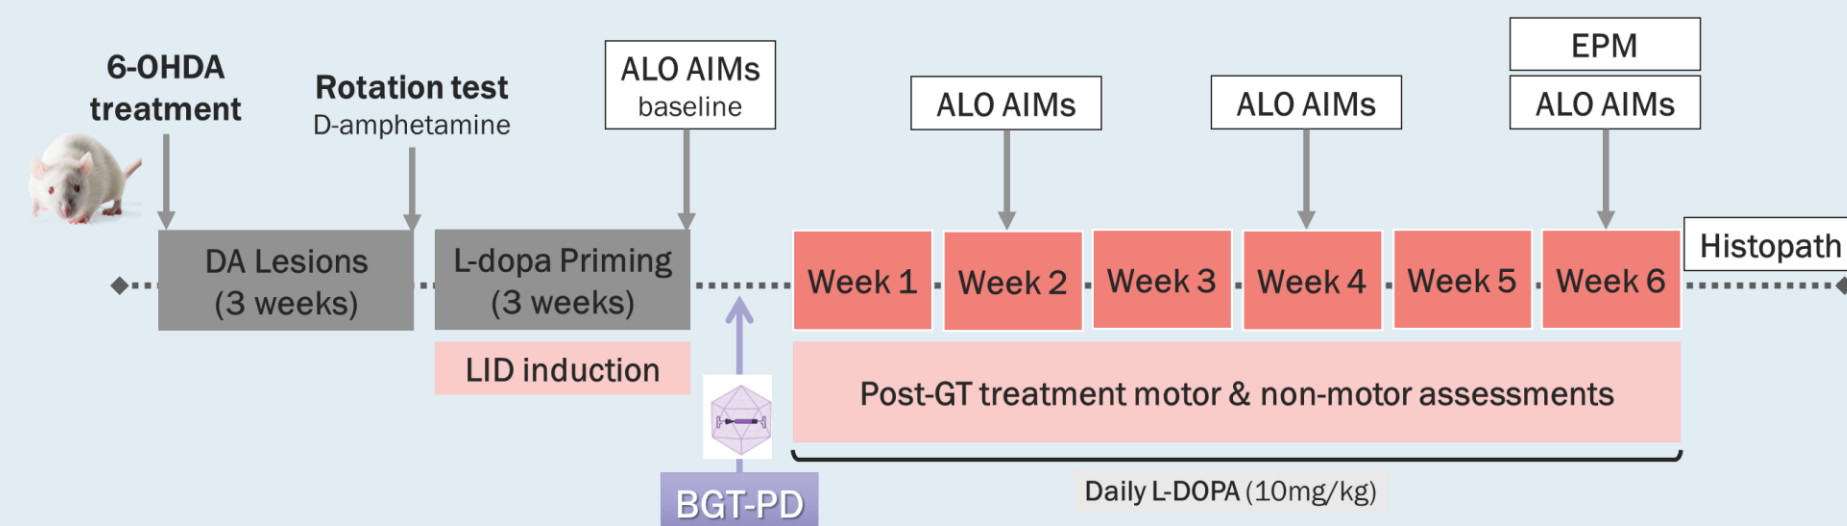 6-OHDA
treatment
Rotation test
D-amphetamine
ALO AIMs
baseline
ALO AIMs
ALO AIMs
EPM
ALO AIMs
DA Lesions
(3 weeks)
L-dopa Priming
(3 weeks)
Week 1
Week 2
Week 3
Week 4
Week 5
Week 6
Histopath
LID induction
Post-GT treatment motor & non-motor assessments
BGT-PD
Daily L-DOPA (10mg/kg)